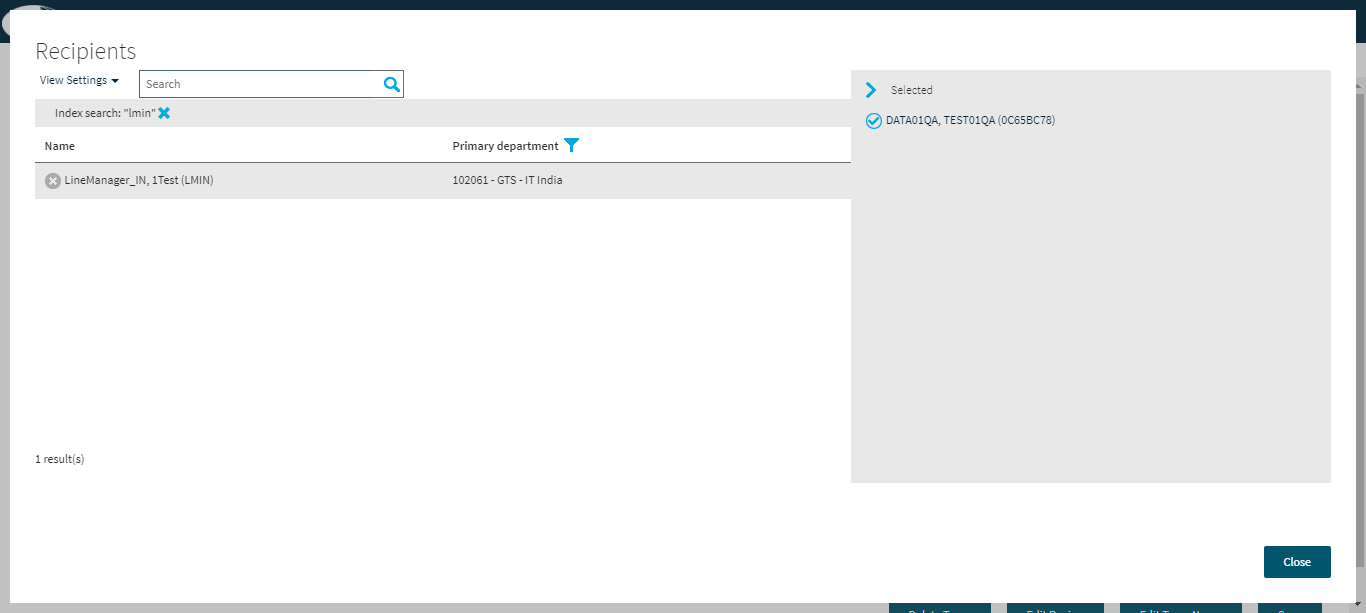 Recipients
View Settings
Search
Index search: "lmin"
Name
Primary department
LineManager_IN, 1Test (LMIN)
102061 - GTS - IT India
1 result(s)
Selected
DATA01QA, TEST01QA (0C65BC78)
Close